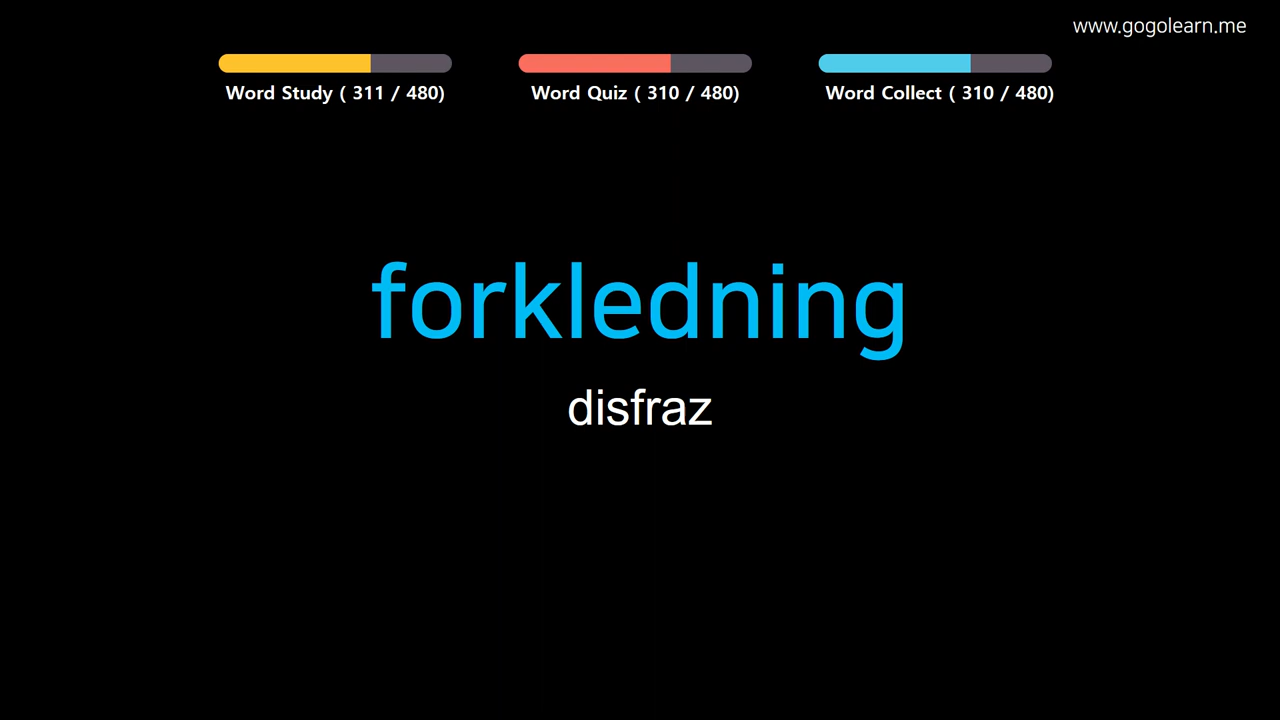 www.gogolearn.me
Word Study ( 311 / 480)
Word Quiz ( 310 / 480)
Word Collect ( 310 / 480)
forkledning
disfraz